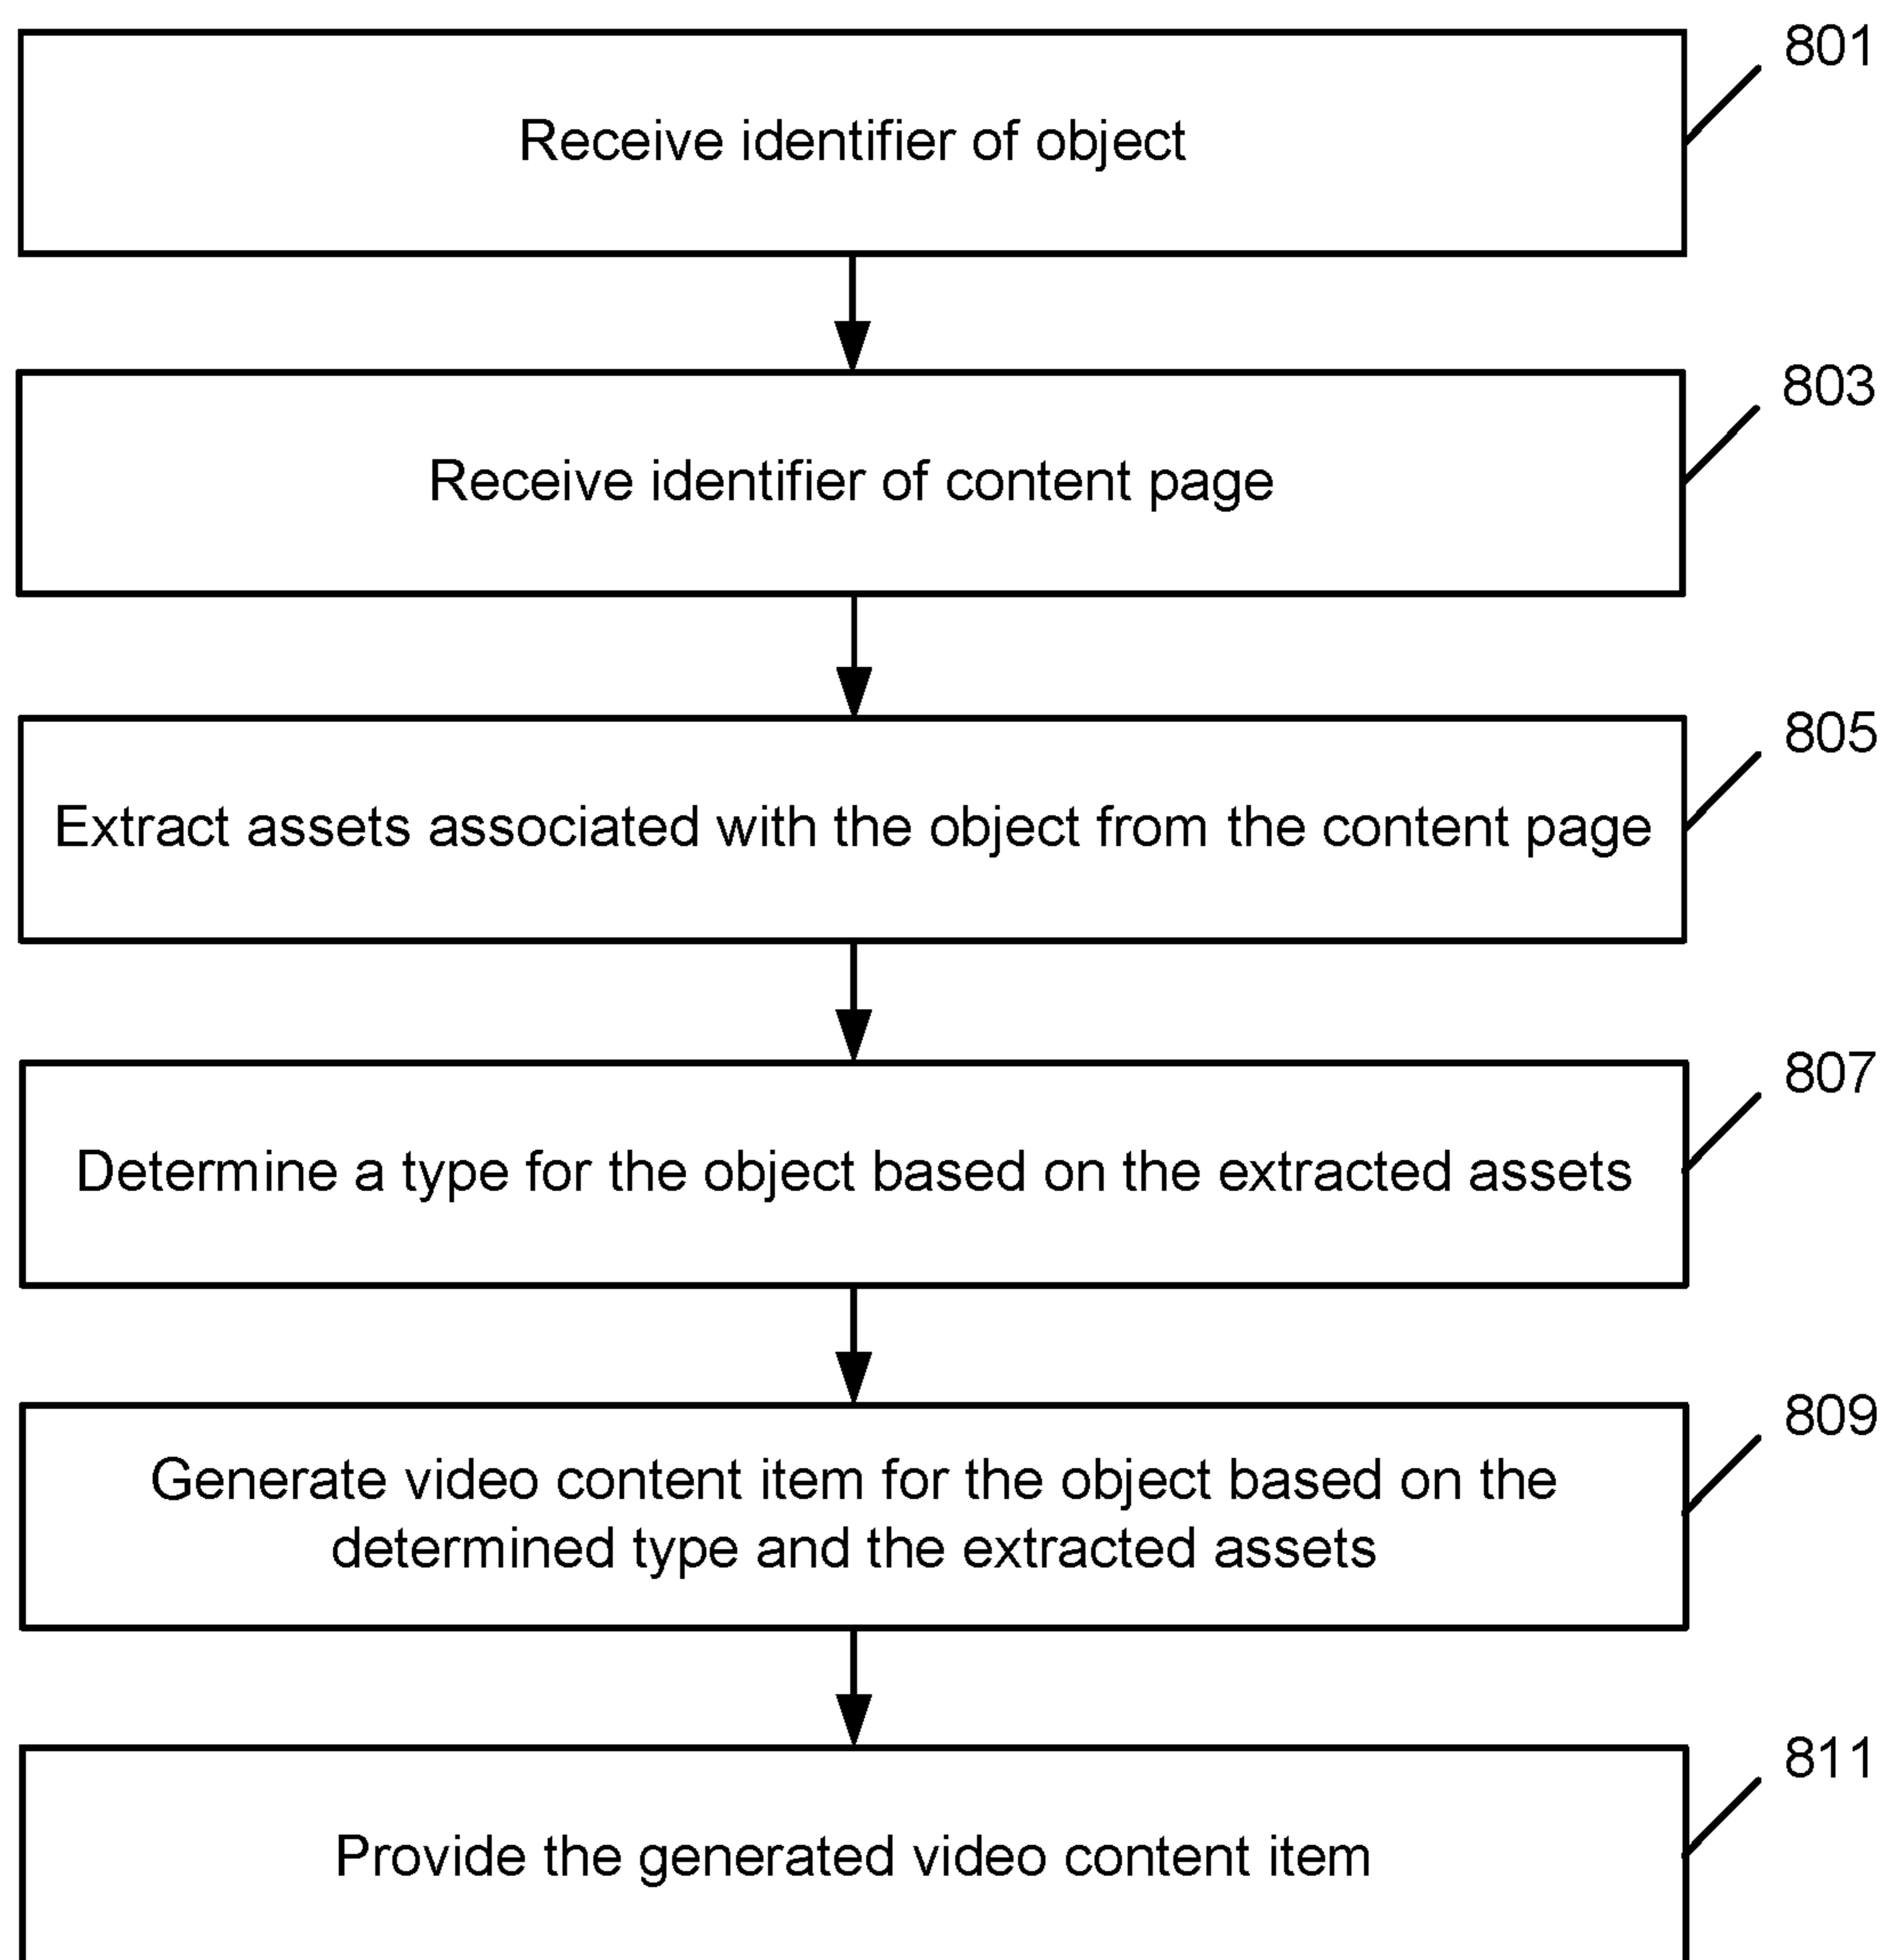 801
Receive identifier of object
803
Receive identifier of content page
805
Extract assets associated with the object from the content page
807
Determine a type for the object based on the extracted assets
809
Generate video content item for the object based on the
determined type and the extracted assets
811
Provide the generated video content item